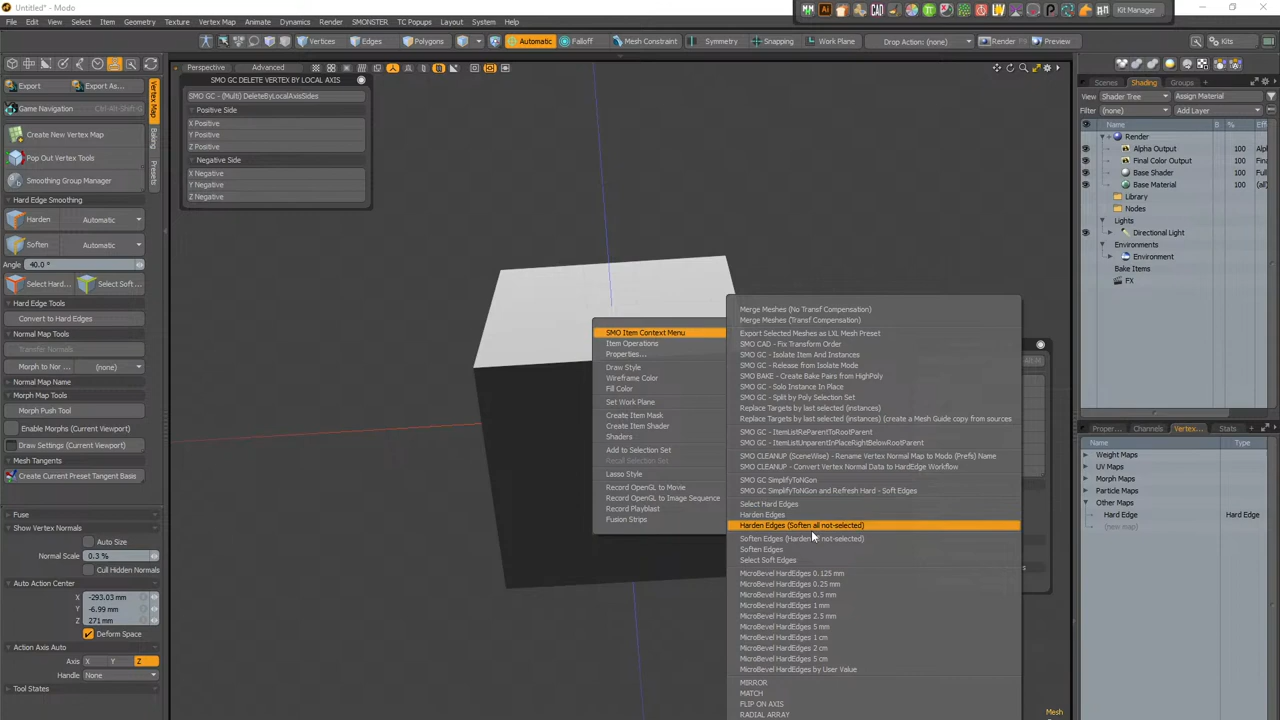 Untitled* - Modo
Kit Manager
File Edit View Item Geometry Texture Vertex Map Animate Dynamics Render SMONSTER TC Popups Layout System Help
Vertices Edges Polygons Automatic Falloff Mesh Constraint Symmetry Snapping Work Plane Drop Action: (none) Render Preview Kits
Perspective Advanced
SMO GC DELETE VERTEX BY LOCAL AXIS
SMO GC - (Multi) DeleteByLocalAxisSides
Positive Side
X Positive
Y Positive
Z Positive
Negative Side
X Negative
Y Negative
Z Negative
Export Export As...
Game Navigation Ctrl-Alt-Shift-G
Create New Vertex Map
Pop Out Vertex Tools
Smoothing Group Manager
Hard Edge Smoothing
Harden Automatic
Soften Automatic
Angle 40.0 °
Select Hard... Select Soft ...
Hard Edge Tools
Convert to Hard Edges
Normal Map Tools
Transfer Normals
Morph to Nor ... (none)
Normal Map Name
Morph Map Tools
Morph Push Tool
Enable Morphs (Current Viewport)
Draw Settings (Current Viewport)
Mesh Tangents
Create Current Preset Tangent Basis
Vertex Map
Baking
Presets
Fuse
Show Vertex Normals
Auto Size
Normal Scale 0.3 %
Cull Hidden Normals
Auto Action Center
X -293.03 mm
Y -6.99 mm
Z 271 mm
Deform Space
Action Axis Auto
Axis X Y Z
Handle None
Tool States
SMO Item Context Menu
Item Operations
Properties...
Draw Style
Wireframe Color
Fill Color
Set Work Plane
Create Item Mask
Create Item Shader
Shaders
Add to Selection Set
Recall Selection Set
Lasso Style
Record OpenGL to Movie
Record OpenGL to Image Sequence
Record Playblast
Fusion Strips
Merge Meshes (No Transf Compensation)
Merge Meshes (Transf Compensation)
Export Selected Meshes as LXL Mesh Preset
SMO CAD - Fix Transform Order
SMO GC - Isolate Item And Instances
SMO GC - Release from Isolate Mode
SMO BAKE - Create Bake Pairs from HighPoly
SMO GC - Solo Instance In Place
SMO GC - Split by Poly Selection Set
Replace Targets by last selected (instances)
Replace Targets by last selected (instances) (create a Mesh Guide copy from sources
SMO GC - ItemListReParentToRootParent
SMO GC - ItemListUnparentInPlaceRightBelowRootParent
SMO CLEANUP (SceneWise) - Rename Vertex Normal Map to Modo (Prefs) Name
SMO CLEANUP - Convert Vertex Normal Data to HardEdge Workflow
SMO GC SimplifyToNGon
SMO GC SimplifyToNGon and Refresh Hard - Soft Edges
Select Hard Edges
Harden Edges
Harden Edges (Soften all not-selected)
Soften Edges (Harden not-selected)
Soften Edges
Select Soft Edges
MicroBevel HardEdges 0.125 mm
MicroBevel HardEdges 0.25 mm
MicroBevel HardEdges 0.5 mm
MicroBevel HardEdges 1 mm
MicroBevel HardEdges 2.5 mm
MicroBevel HardEdges 5 mm
MicroBevel HardEdges 1 cm
MicroBevel HardEdges 2 cm
MicroBevel HardEdges 5 cm
MicroBevel HardEdges by User Value
MIRROR
MATCH
FLIP ON AXIS
RADIAL ARRAY
Mesh
Scenes Shading Groups
View Shader Tree Assign Material
Filter (none) Add Layer
Name B % Eff
Render
Alpha Output 100 Alpl
Final Color Output 100 Fina
Base Shader 100 Full
Base Material 100 (all)
Library
Nodes
Lights
Directional Light
Environments
Environment
Bake Items
FX
Proper... Channels Vertex... Stats
Name Type
Weight Maps
UV Maps
Morph Maps
Particle Maps
Other Maps
Hard Edge Hard Edge
(new map)